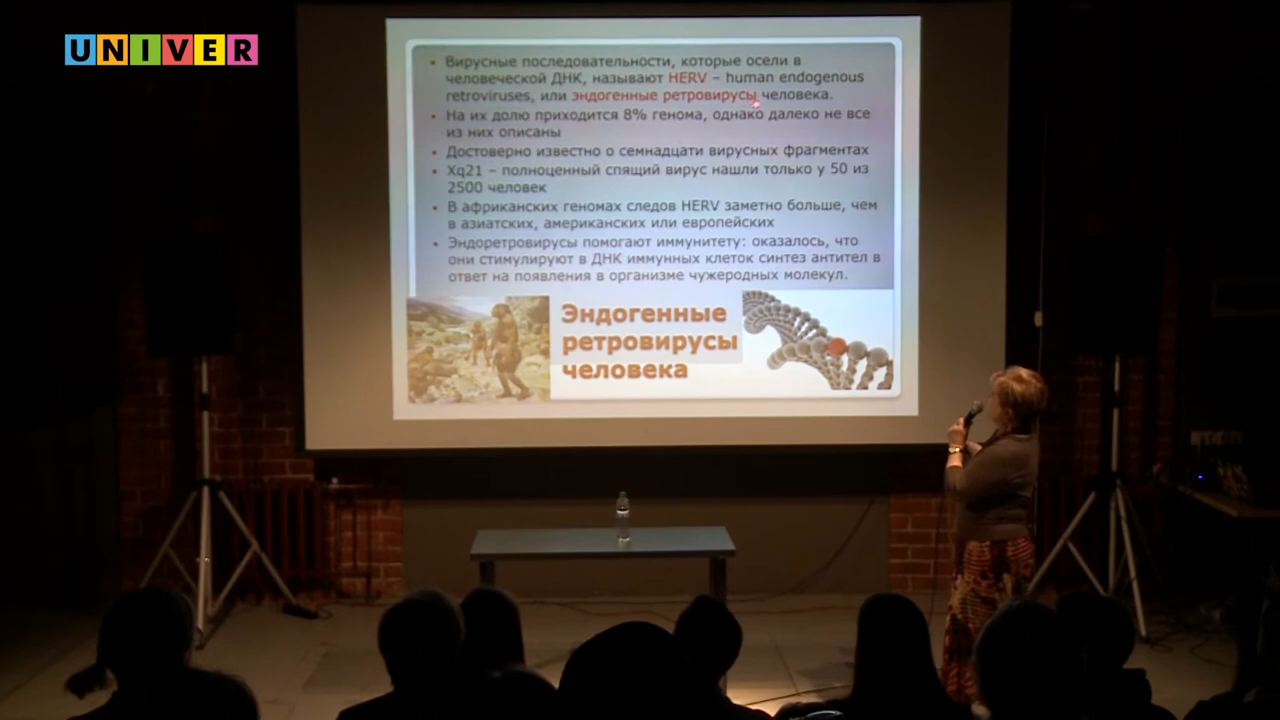 UNIVER
Вирусные последовательности, которые осели в
человеческой ДНК, называют HERV – human endogenous
retroviruses, или эндогенные ретровирусы человека.
На их долю приходится 8% генома, однако далеко не все
из них описаны
Достоверно известно о семнадцати вирусных фрагментах
Xq21 – полноценный спящий вирус нашли только у 50 из
2500 человек
В африканских геномах следов HERV заметно больше, чем
в азиатских, американских или европейских
Эндоретровирусы помогают иммунитету: оказалось, что
они стимулируют в ДНК иммунных клеток синтез антител в
ответ на появления в организме чужеродных молекул.
Эндогенные
ретровирусы
человека